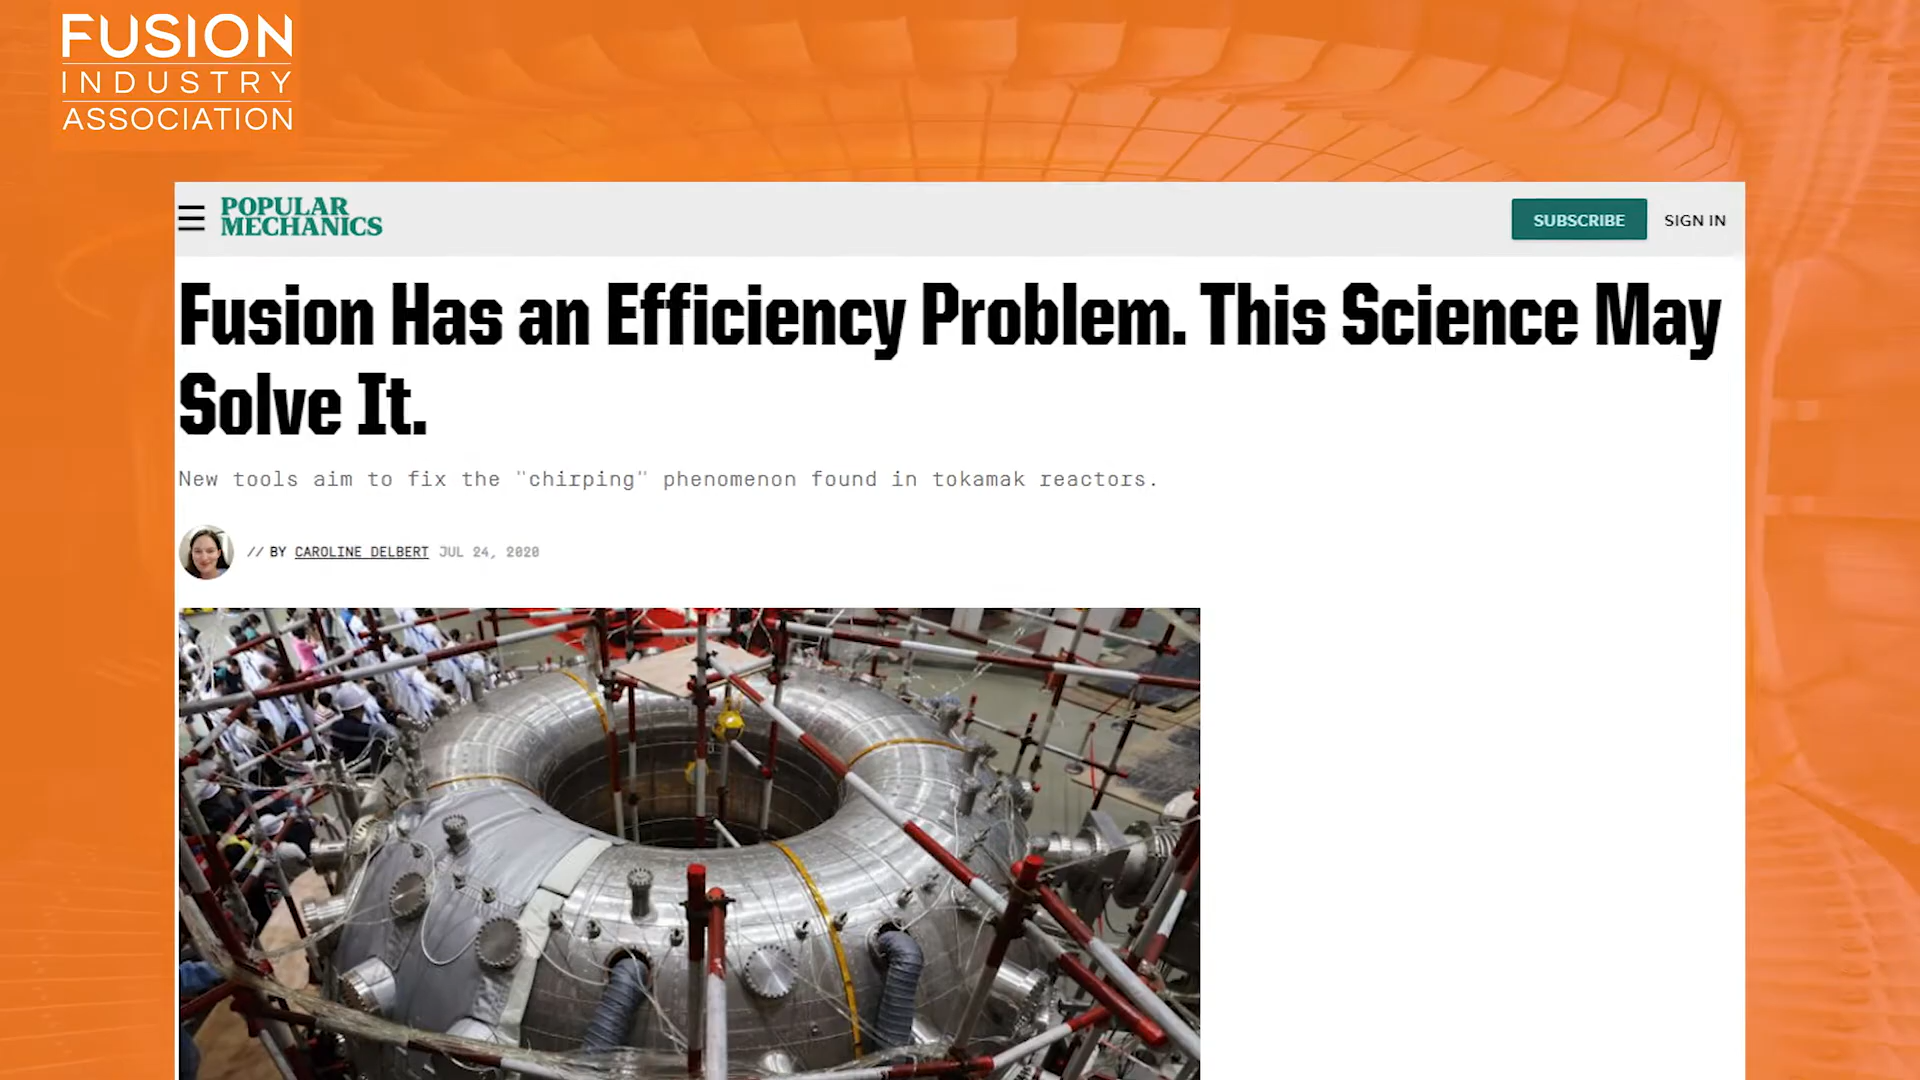 FUSION
INDUSTRY
ASSOCIATION
POPULAR
MECHANICS
SUBSCRIBE
SIGN IN
Fusion Has an Efficiency Problem. This Science May
Solve It.
New tools aim to fix the "chirping" phenomenon found in tokamak reactors.
// BY CAROLINE DELBERT JUL 24, 2020